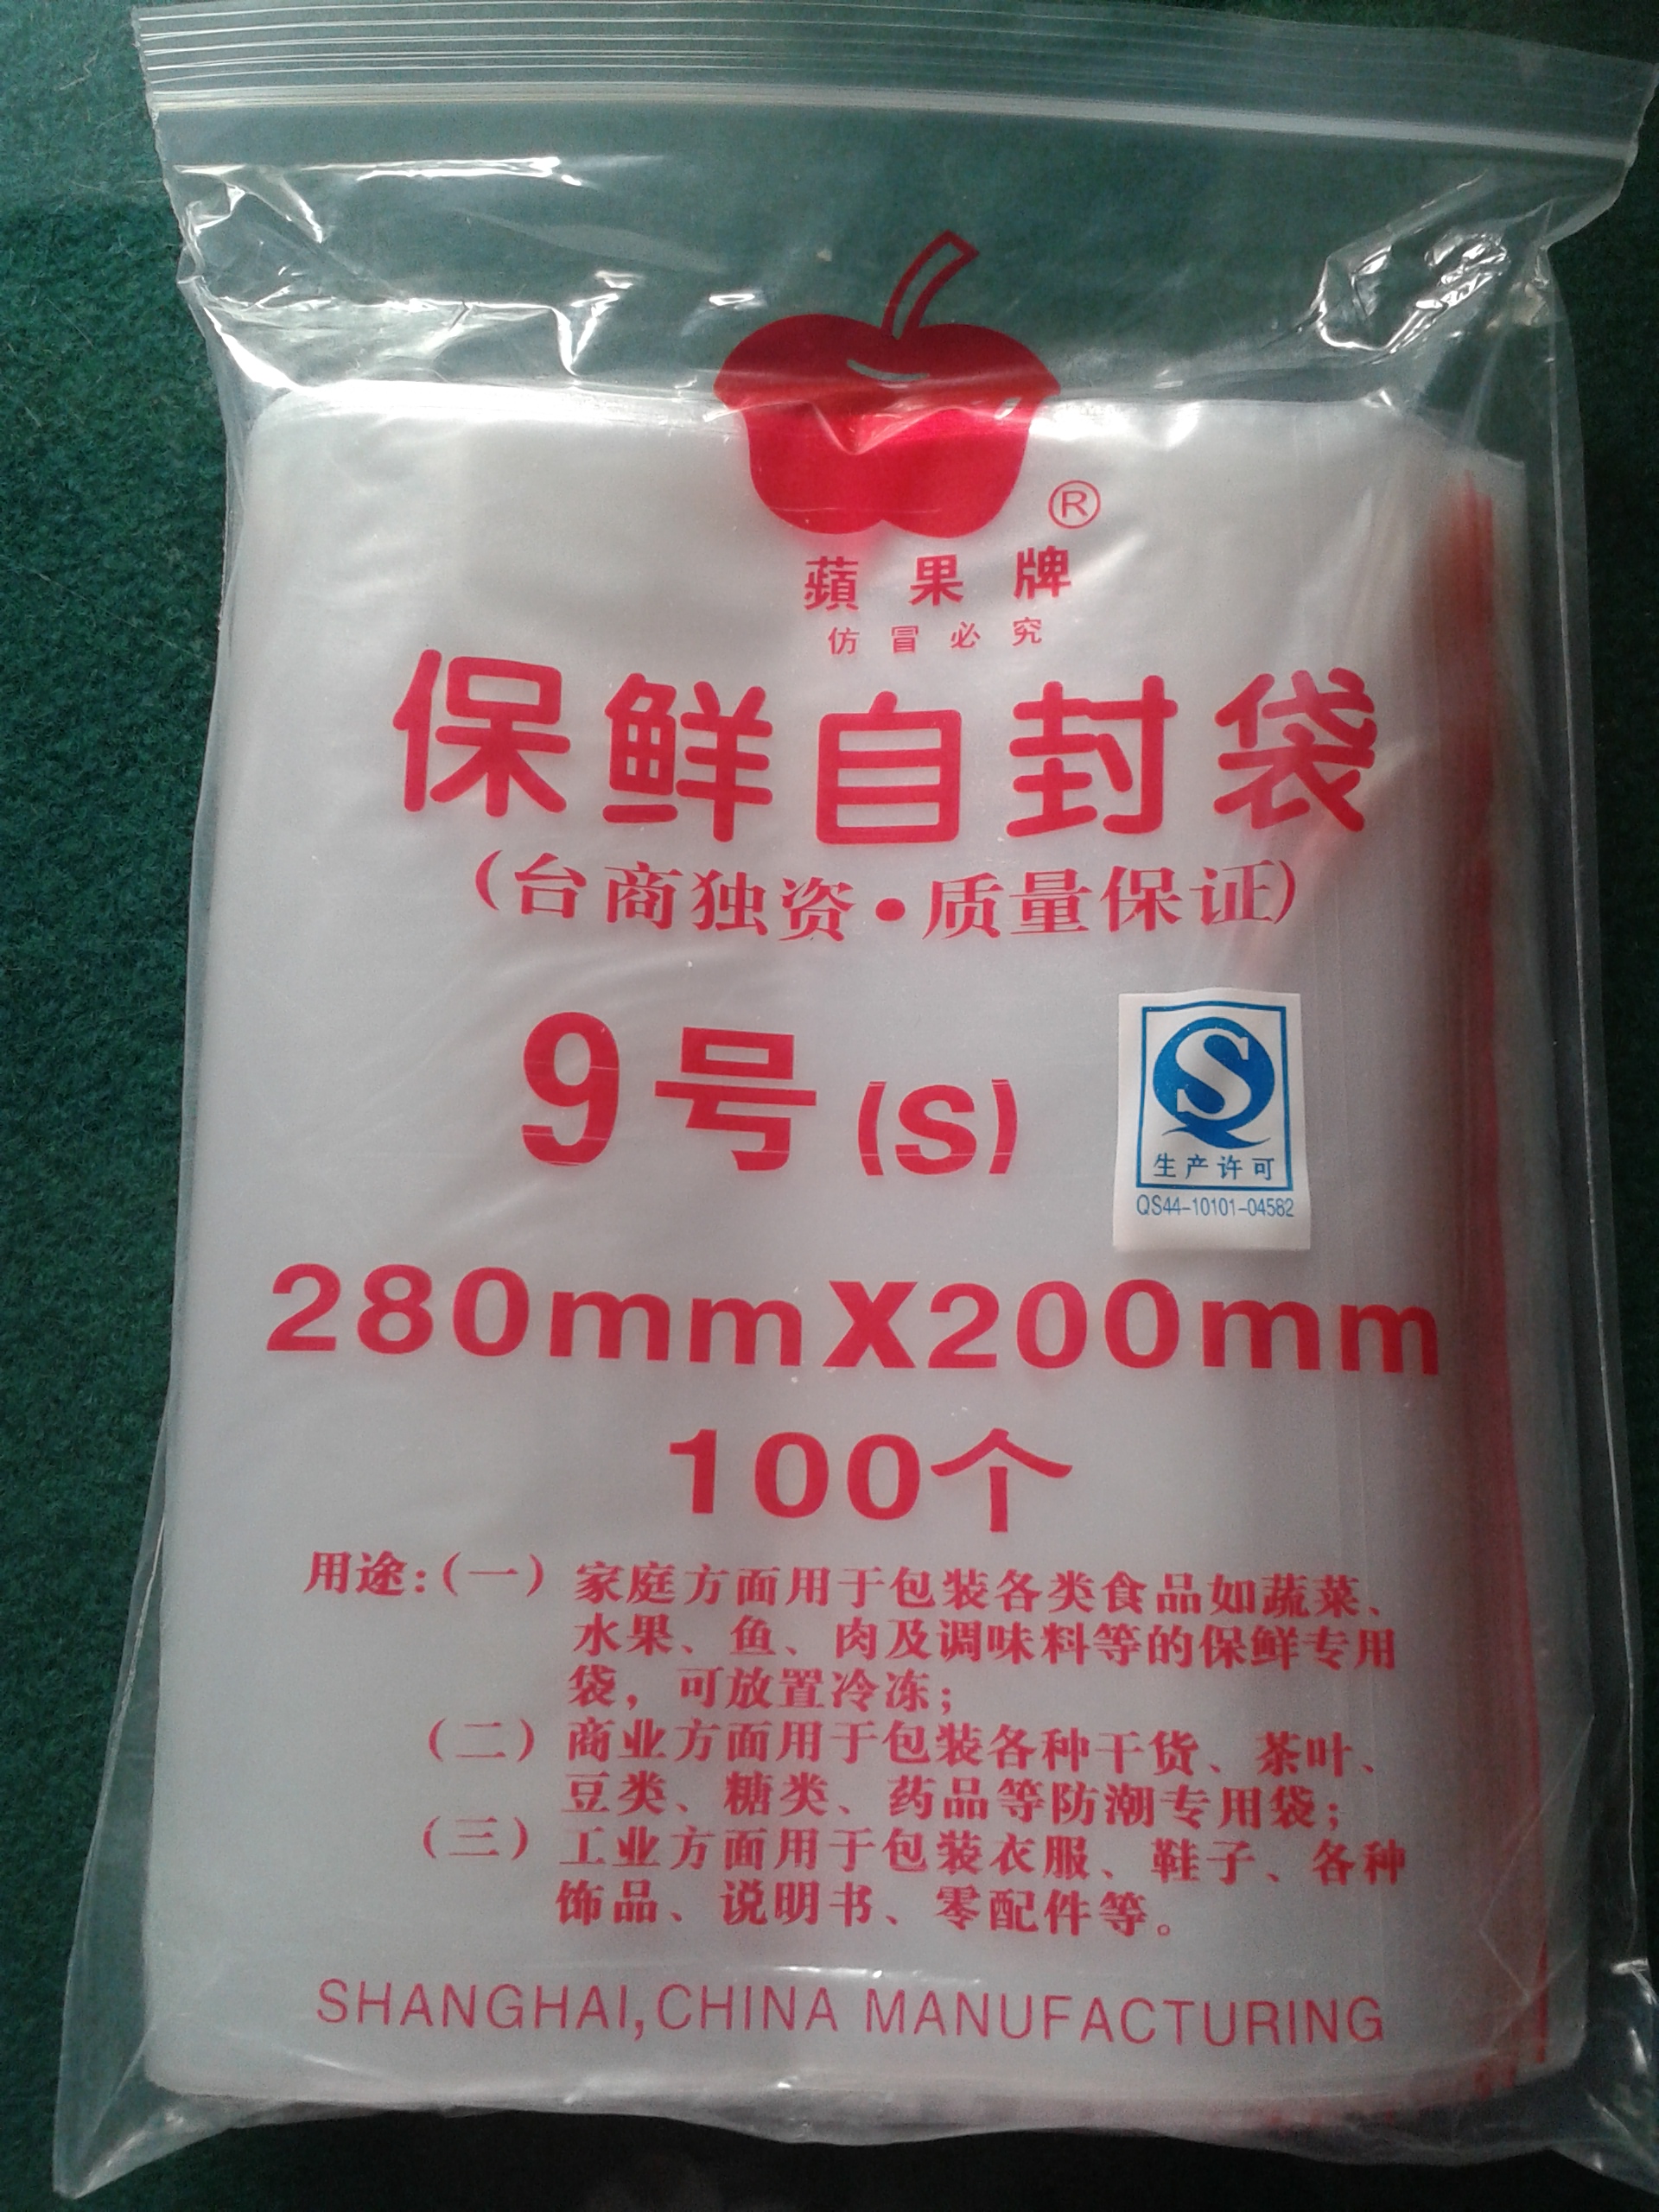 ®
蘋果牌
仿冒必究
保鲜自封袋
(台商独资·质量保证)
9号(S)
生产许可
QS44-10101-04582
280mmX200mm
100个
用途:(一)家庭方面用于包装各类食品如蔬菜、
水果、鱼、肉及调味料等的保鲜专用
袋，可放置冷冻;
(二)商业方面用于包装各种干货、茶叶、
豆类、糖类、药品等防潮专用袋;
(三)工业方面用于包装衣服、鞋子、各种
饰品、说明书、零配件等。
SHANGHAI,CHINA MANUFACTURING